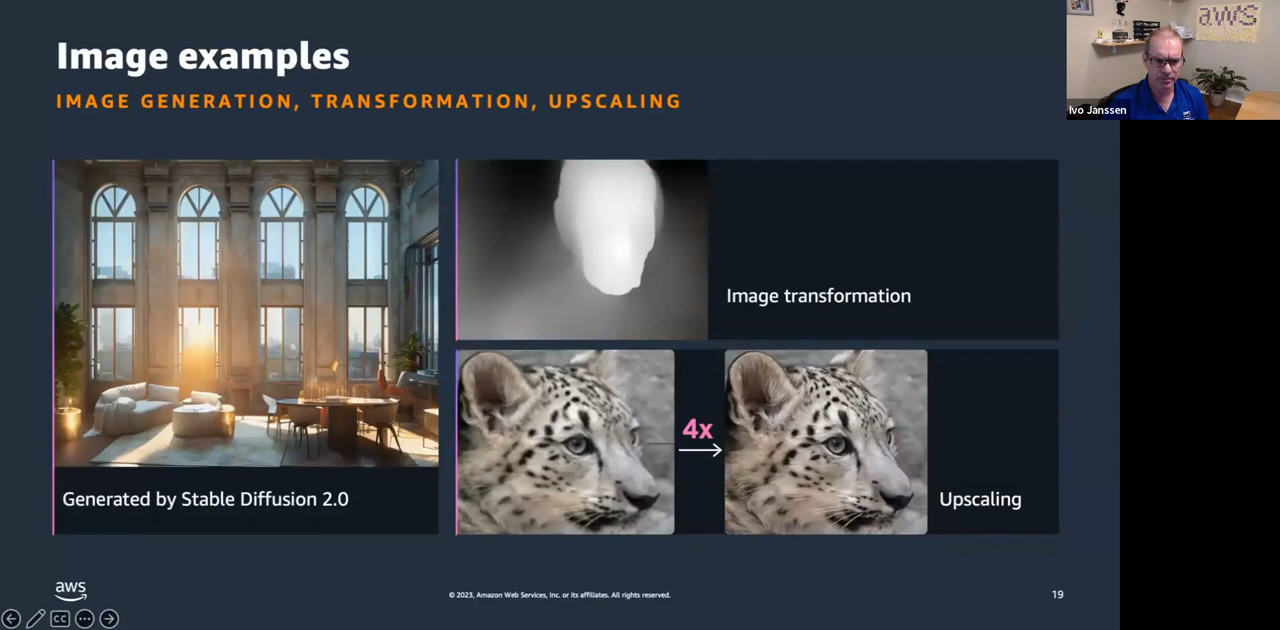 Image examples
IMAGE GENERATION, TRANSFORMATION, UPSCALING
aws
Ivo Janssen
Image transformation
4x
Generated by Stable Diffusion 2.0
Upscaling
aws
© 2023, Amazon Web Services, Inc. or its affiliates. All rights reserved.
19
CC